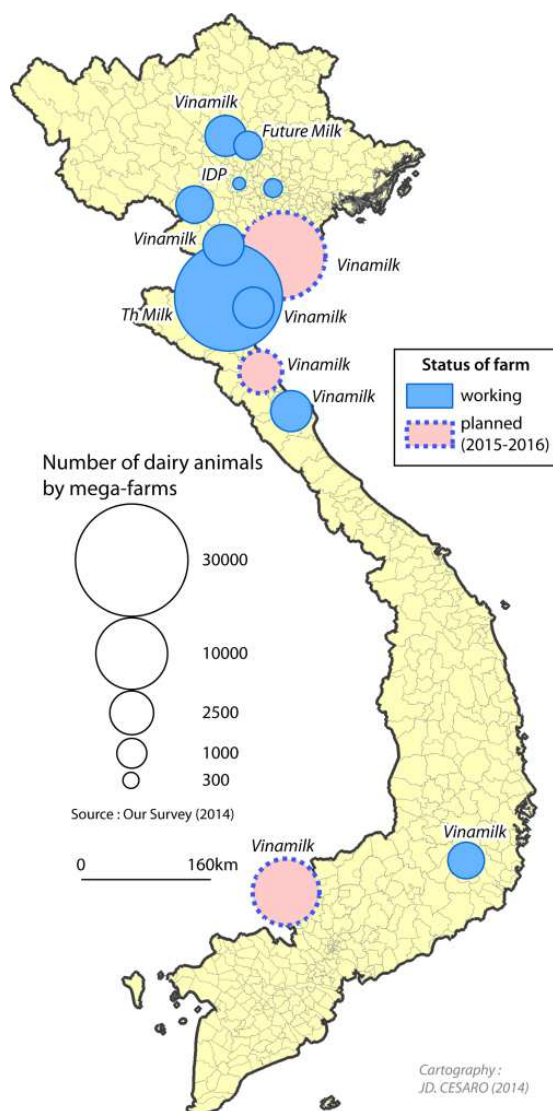 Vinamilk
Future Milk
IDP
Vinamilk
Vinamilk
Th Milk
Vinamilk
Vinamilk
Vinamilk
Status of farm
working
planned
(2015-2016)
Number of dairy animals
by mega-farms
30000
10000
2500
1000
300
Source : Our Survey (2014)
0 160km
Vinamilk
Vinamilk
Cartography :
JD. CESARO (2014)